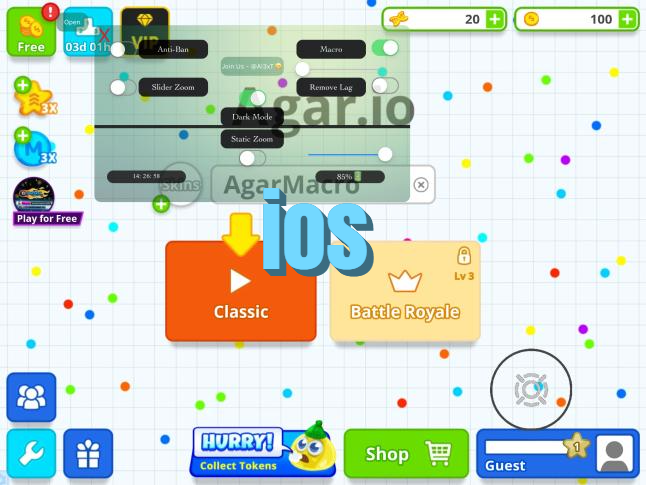 Free
Open
03d 01h
VIP
Anti-Ban
Macro
Join Us - @Al3xT
Slider Zoom
Remove Lag
Agar.io
Dark Mode
Static Zoom
14: 26: 58
85%
Skins
AgarMacro
20
100
3X
M
3X
Play for Free
ios
Classic
Lv 3
Battle Royale
HURRY!
Collect Tokens
Shop
1
Guest